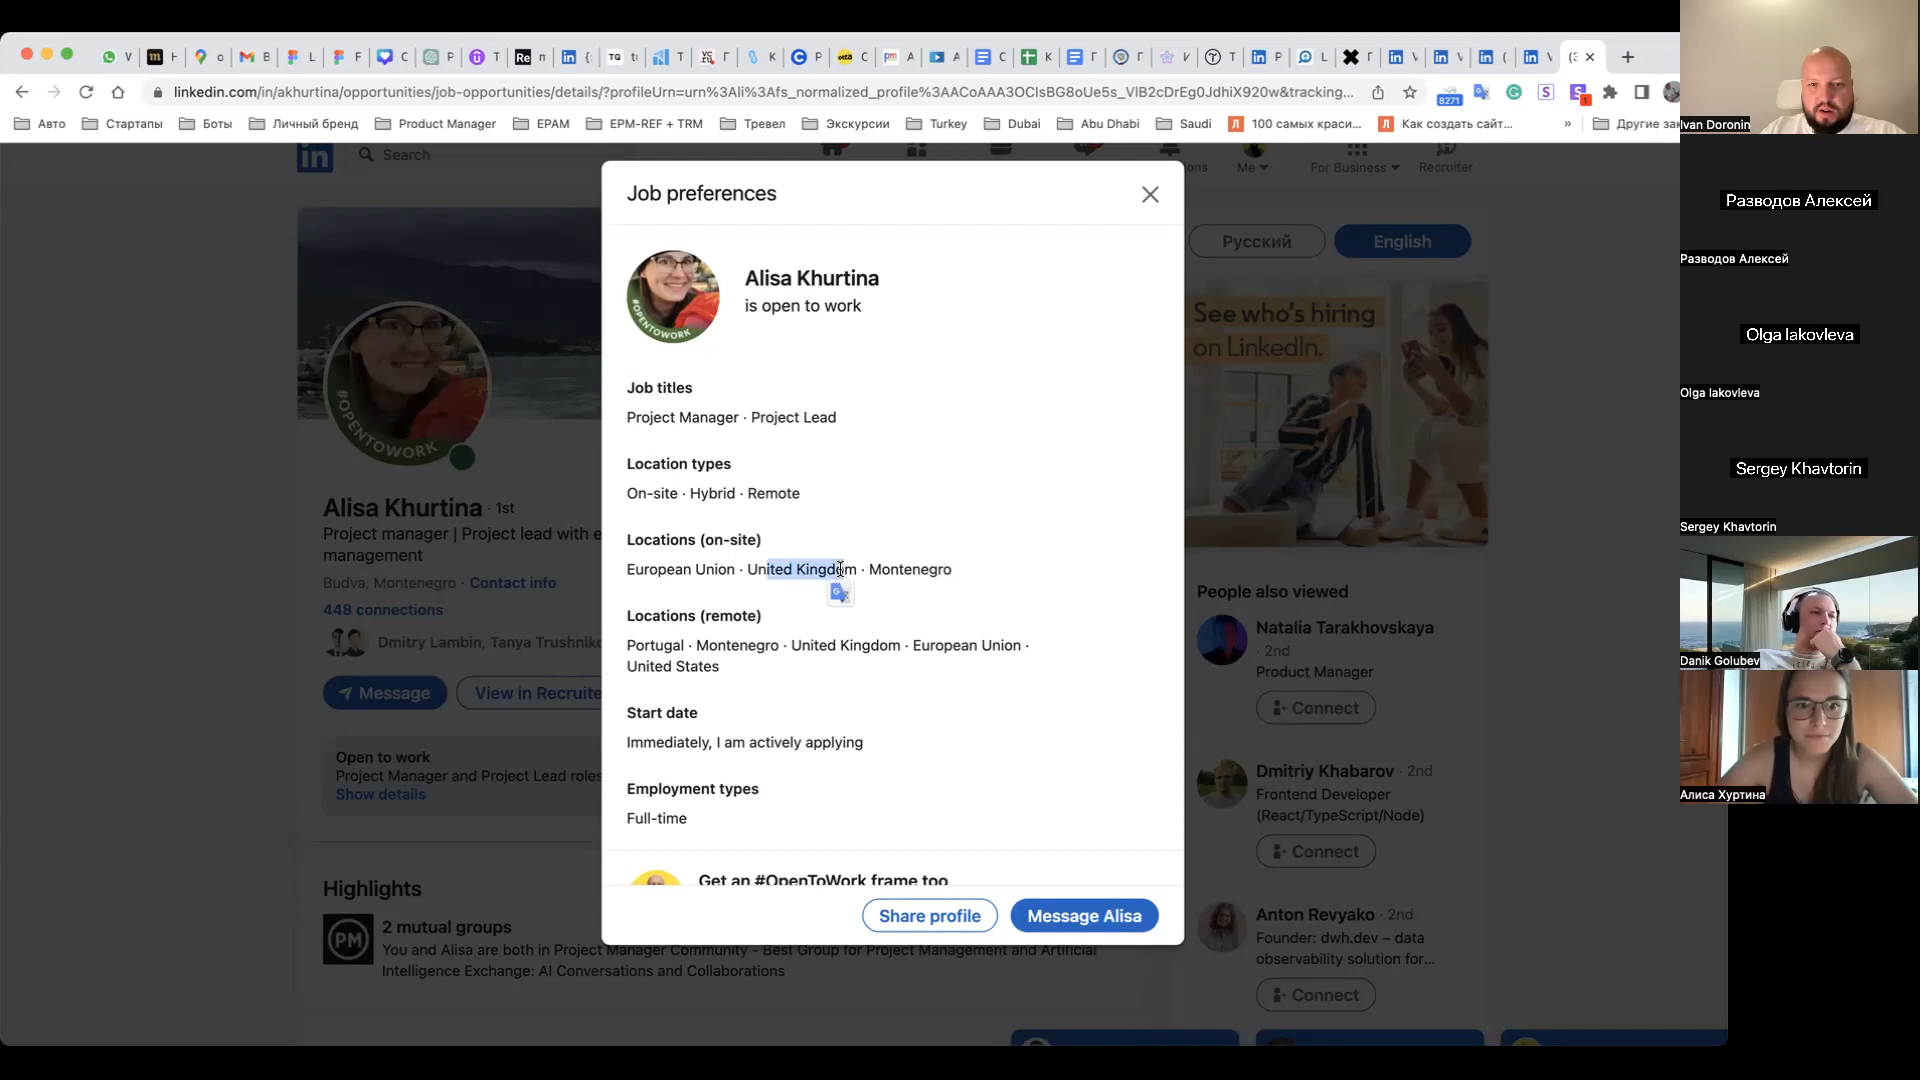 linkedin.com/in/akhurtina/opportunities/job-opportunities/details/?profileUrn=urn%3Ali%3Afs_normalized_profile%3AACoAAA3OCIsBG8oUe5s_VlB2cDrEg0JdhiX920w&tracking...
8271
1
Авто
Стартапы
Боты
Личный бренд
Product Manager
EPAM
EPM-REF + TRM
Тревел
Экскурсии
Turkey
Dubai
Abu Dhabi
Saudi
100 самых краси...
Как создать сайт...
»
Другие зак
in
Search
ons
Me
For Business
Recruiter
Job preferences
Alisa Khurtina
is open to work
#OPENTOWORK
Job titles
Project Manager · Project Lead
Location types
On-site · Hybrid · Remote
Locations (on-site)
European Union · United Kingdom · Montenegro
Locations (remote)
Portugal · Montenegro · United Kingdom · European Union ·
United States
Start date
Immediately, I am actively applying
Employment types
Full-time
Get an #OpenToWork frame too
Share profile
Message Alisa
#OPENTOWORK
Alisa Khurtina · 1st
Project manager | Project lead with e
management
Budva, Montenegro · Contact info
448 connections
Dmitry Lambin, Tanya Trushniko
Message
View in Recruite
Open to work
Project Manager and Project Lead roles
Show details
Highlights
PM
2 mutual groups
You and Alisa are both in Project Manager Community - Best Group for Project Management and Artificial
Intelligence Exchange: AI Conversations and Collaborations
Русский
English
See who's hiring
on LinkedIn.
People also viewed
Natalia Tarakhovskaya
· 2nd
Product Manager
Connect
Dmitriy Khabarov · 2nd
Frontend Developer
(React/TypeScript/Node)
Connect
Anton Revyako · 2nd
Founder: dwh.dev – data
observability solution for...
Connect
Ivan Doronin
Разводов Алексей
Разводов Алексей
Olga Iakovleva
Olga Iakovleva
Sergey Khavtorin
Sergey Khavtorin
Danik Golubev
Алиса Хуртина